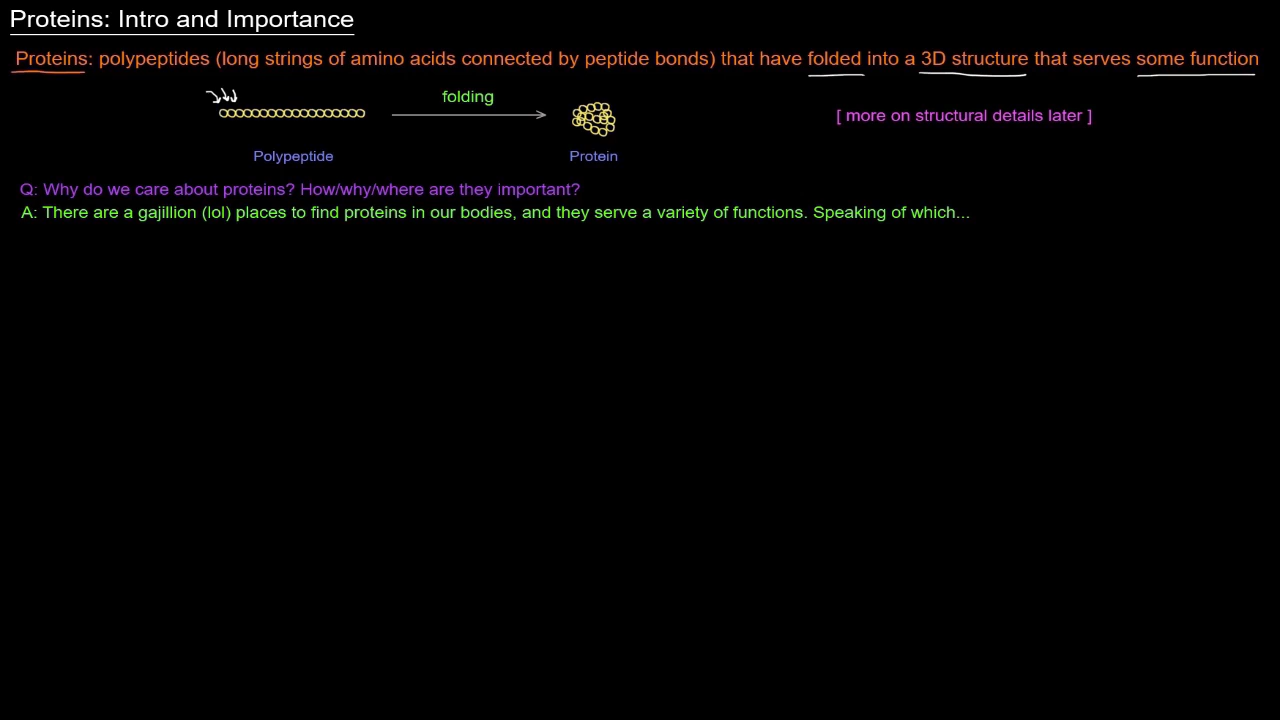 Proteins: Intro and Importance
Proteins: polypeptides (long strings of amino acids connected by peptide bonds) that have folded into a 3D structure that serves some function
folding
[ more on structural details later ]
Polypeptide
Protein
Q: Why do we care about proteins? How/why/where are they important?
A: There are a gajillion (lol) places to find proteins in our bodies, and they serve a variety of functions. Speaking of which...